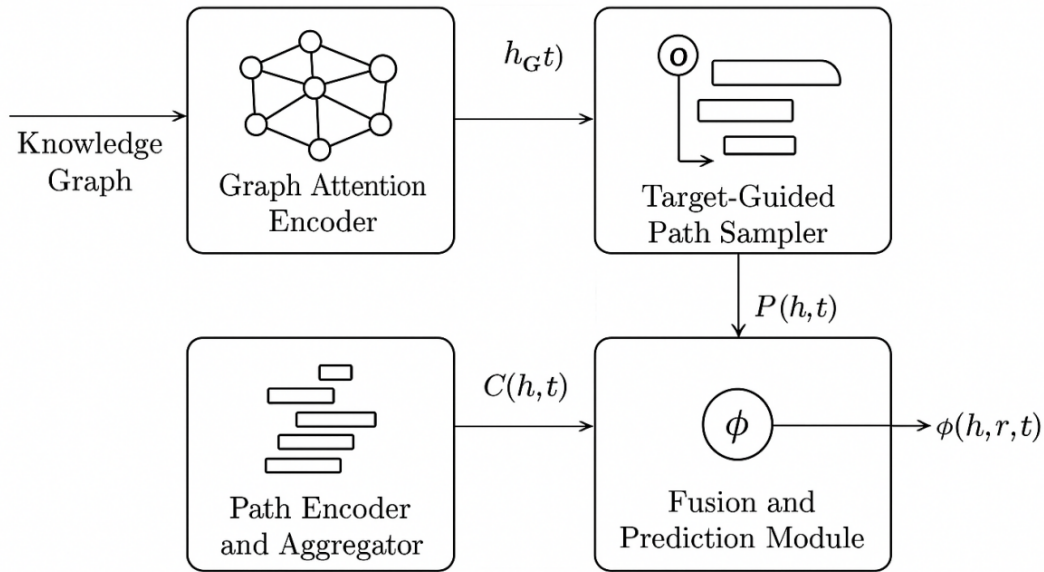 Knowledge
Graph
Graph Attention
Encoder
h_G t)
o
Target-Guided
Path Sampler
P(h,t)
Path Encoder
and Aggregator
C(h,t)
ϕ
Fusion and
Prediction Module
ϕ(h,r,t)